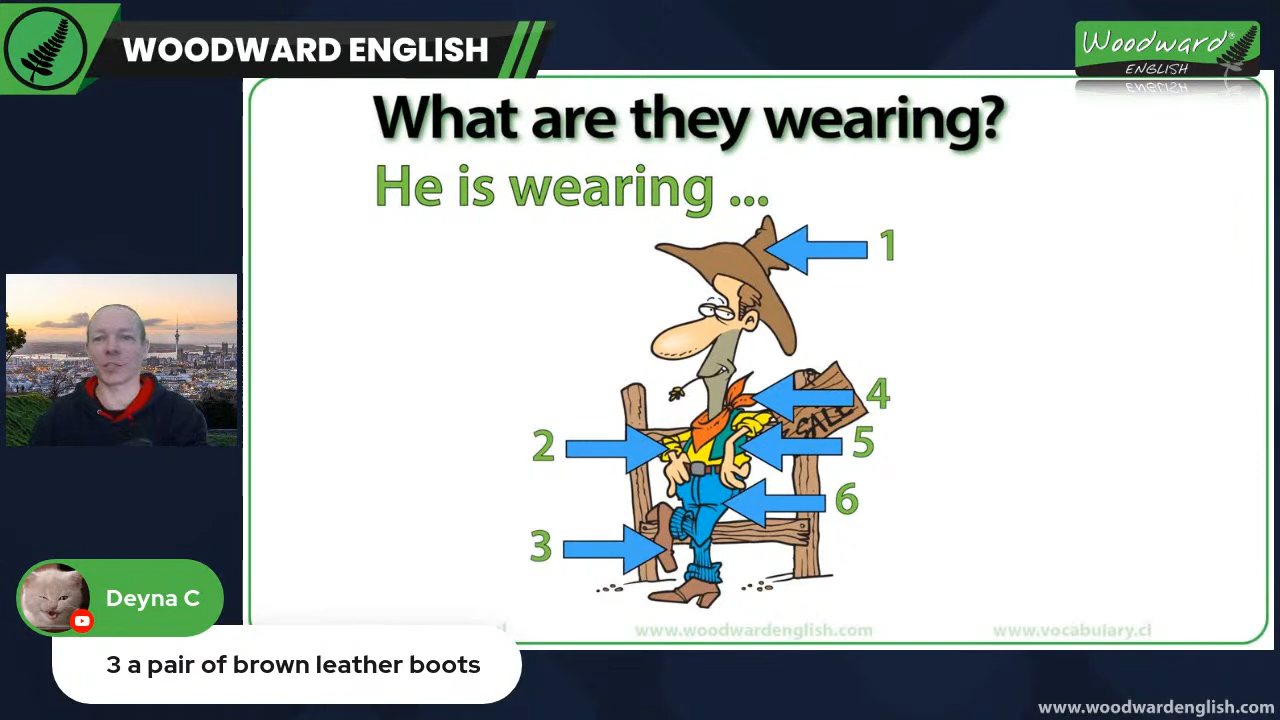 WOODWARD ENGLISH
Woodward®
ENGLISH
What are they wearing?
He is wearing ...
1
4
SALE
2
5
6
3
www.woodwardenglish.com
www.vocabulary.cl
Deyna C
3 a pair of brown leather boots
www.woodwardenglish.com